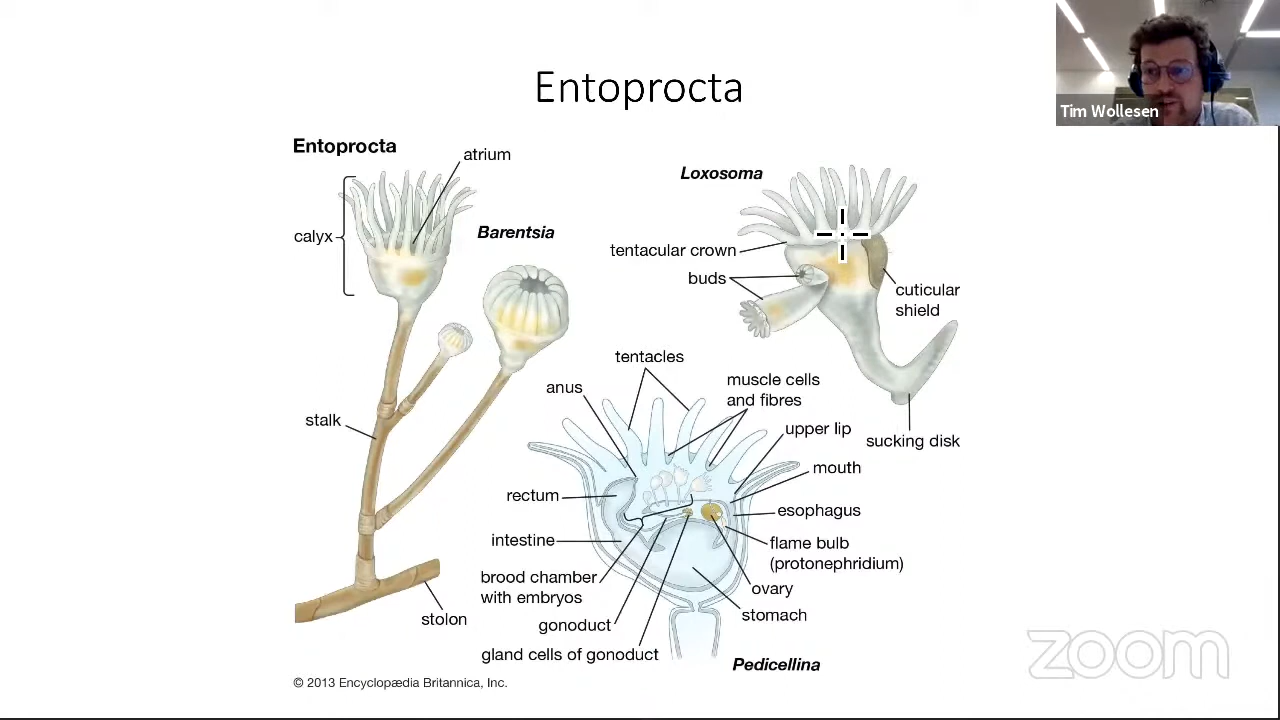 Entoprocta
Tim Wollesen
Entoprocta
atrium
calyx
Barentsia
stalk
stolon
Loxosoma
tentacular crown
buds
cuticular
shield
sucking disk
tentacles
anus
muscle cells
and fibres
upper lip
mouth
rectum
esophagus
intestine
flame bulb
(protonephridium)
brood chamber
with embryos
ovary
stomach
gonoduct
gland cells of gonoduct
Pedicellina
© 2013 Encyclopædia Britannica, Inc.
zoom